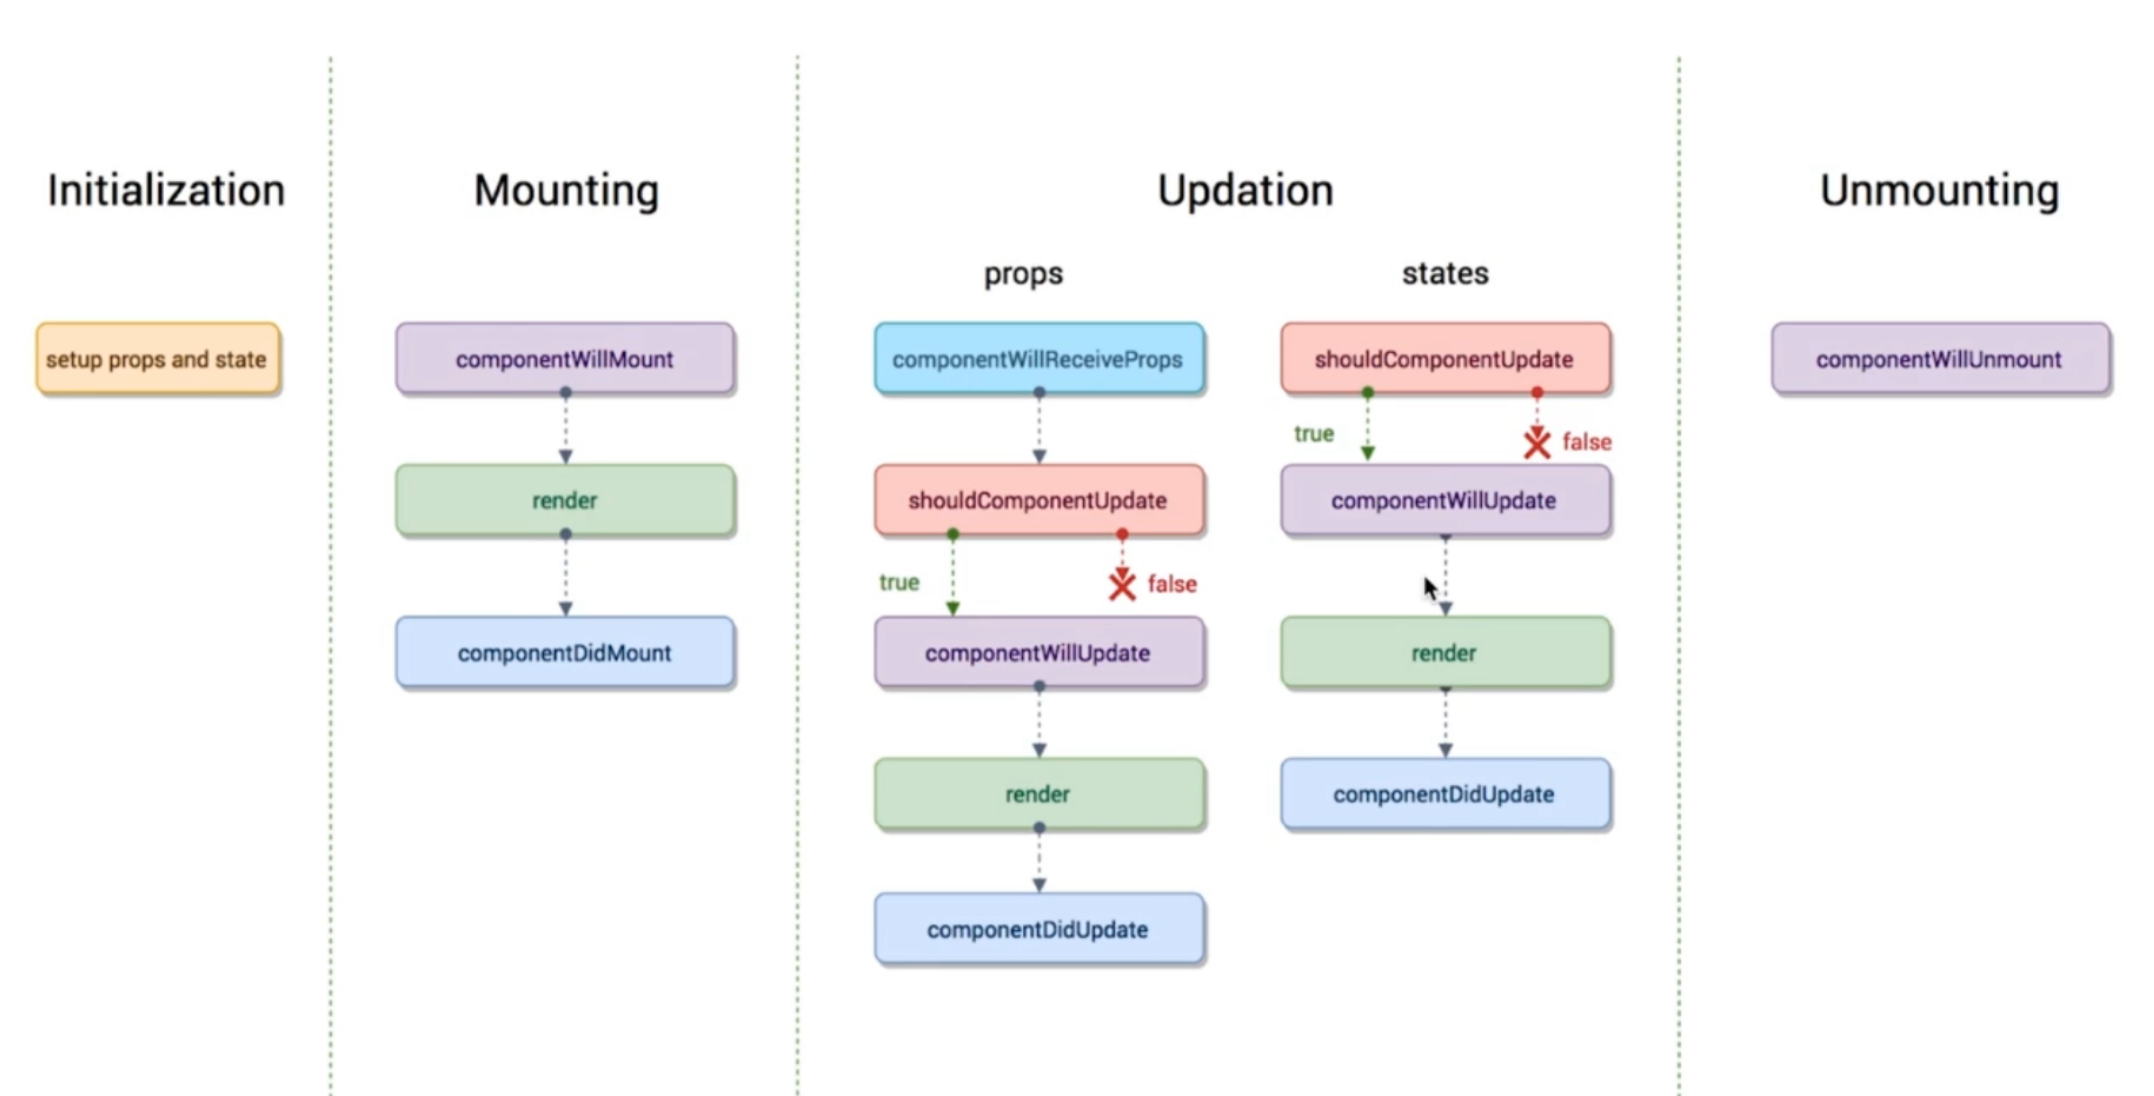 Initialization
Mounting
Updation
Unmounting
props
states
setup props and state
componentWillMount
componentWillReceiveProps
shouldComponentUpdate
componentWillUnmount
true
false
render
shouldComponentUpdate
componentWillUpdate
true
false
componentDidMount
componentWillUpdate
render
render
componentDidUpdate
componentDidUpdate